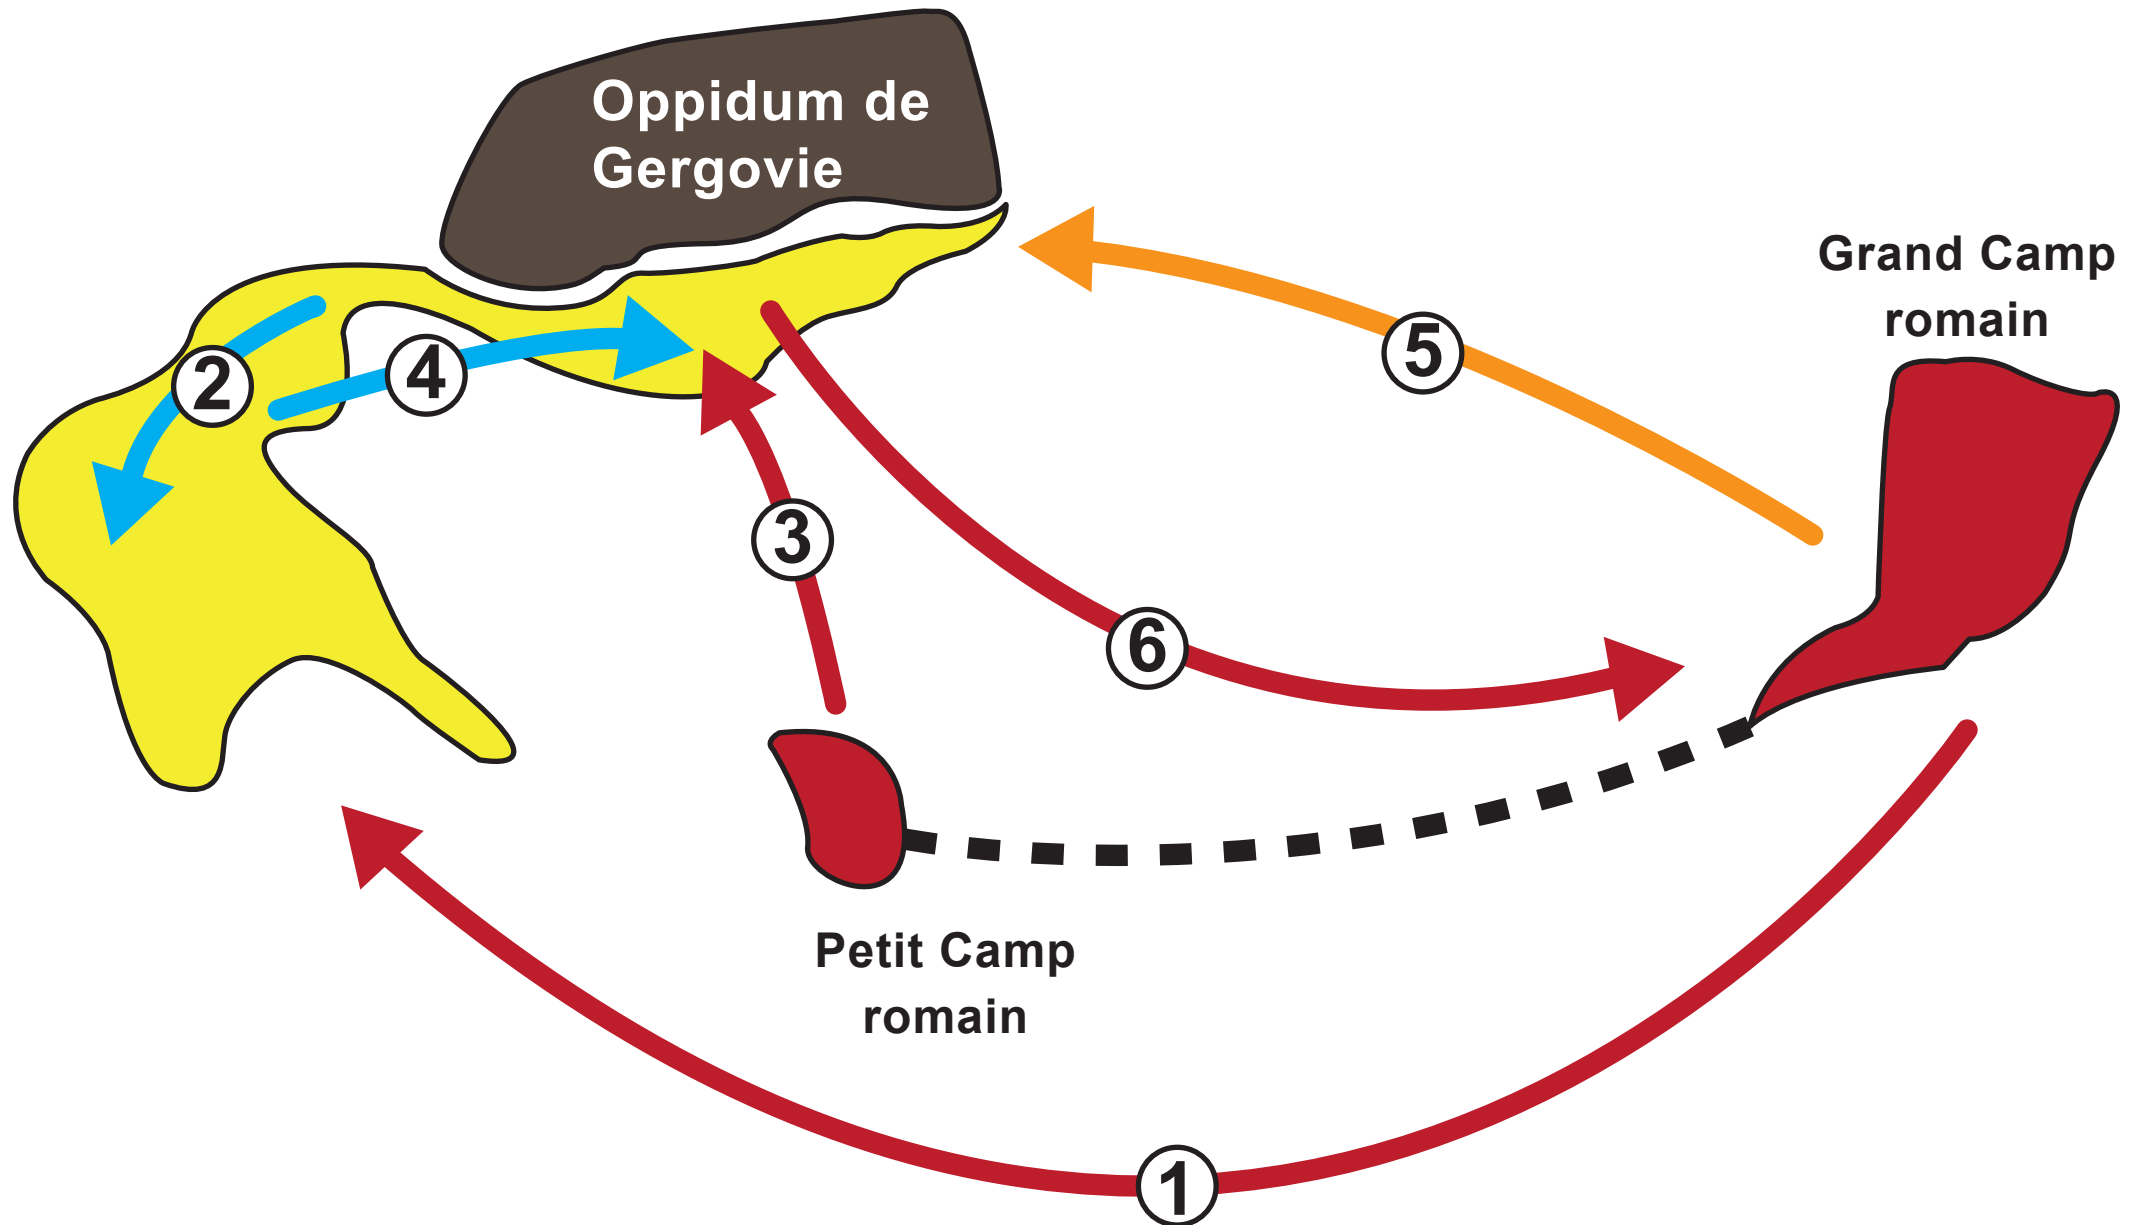 Oppidum de
Gergovie
Grand Camp
romain
5
4
2
3
6
Petit Camp
romain
1